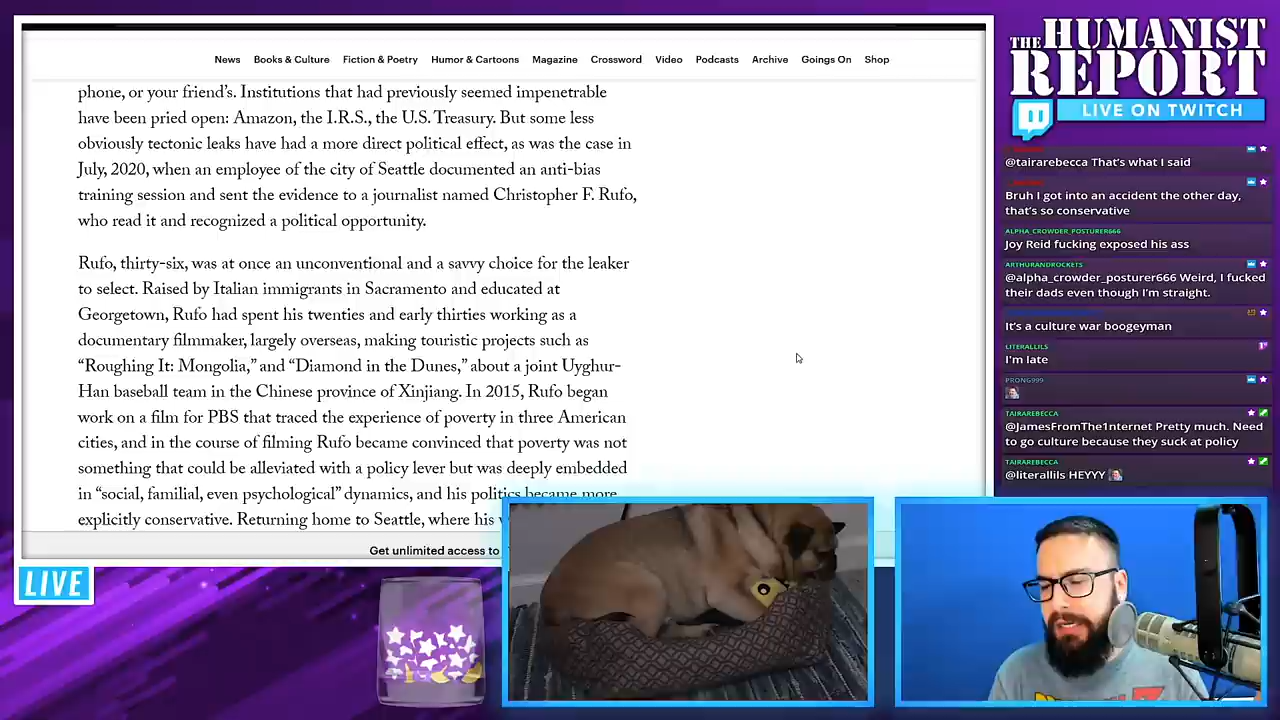 News Books & Culture Fiction & Poetry Humor & Cartoons Magazine Crossword Video Podcasts Archive Goings On Shop
phone, or your friend’s. Institutions that had previously seemed impenetrable
have been pried open: Amazon, the I.R.S., the U.S. Treasury. But some less
obviously tectonic leaks have had a more direct political effect, as was the case in
July, 2020, when an employee of the city of Seattle documented an anti-bias
training session and sent the evidence to a journalist named Christopher F. Rufo,
who read it and recognized a political opportunity.
Rufo, thirty-six, was at once an unconventional and a savvy choice for the leaker
to select. Raised by Italian immigrants in Sacramento and educated at
Georgetown, Rufo had spent his twenties and early thirties working as a
documentary filmmaker, largely overseas, making touristic projects such as
“Roughing It: Mongolia,” and “Diamond in the Dunes,” about a joint Uyghur-
Han baseball team in the Chinese province of Xinjiang. In 2015, Rufo began
work on a film for PBS that traced the experience of poverty in three American
cities, and in the course of filming Rufo became convinced that poverty was not
something that could be alleviated with a policy lever but was deeply embedded
in “social, familial, even psychological” dynamics, and his politics became more
explicitly conservative. Returning home to Seattle, where his
Get unlimited access to
LIVE
THE HUMANIST
REPORT
LIVE ON TWITCH
@tairarebecca That's what I said
Bruh I got into an accident the other day,
that's so conservative
ALPHA_CROWDER_POSTURER666
Joy Reid fucking exposed his ass
ARTHURANDROCKETS
@alpha_crowder_posturer666 Weird, I fucked
their dads even though I'm straight.
It's a culture war boogeyman
LITERALLILS
I'm late
PRONG999
TAIRAREBECCA
@JamesFromThe1nternet Pretty much. Need
to go culture because they suck at policy
TAIRAREBECCA
@literallils HEYYY